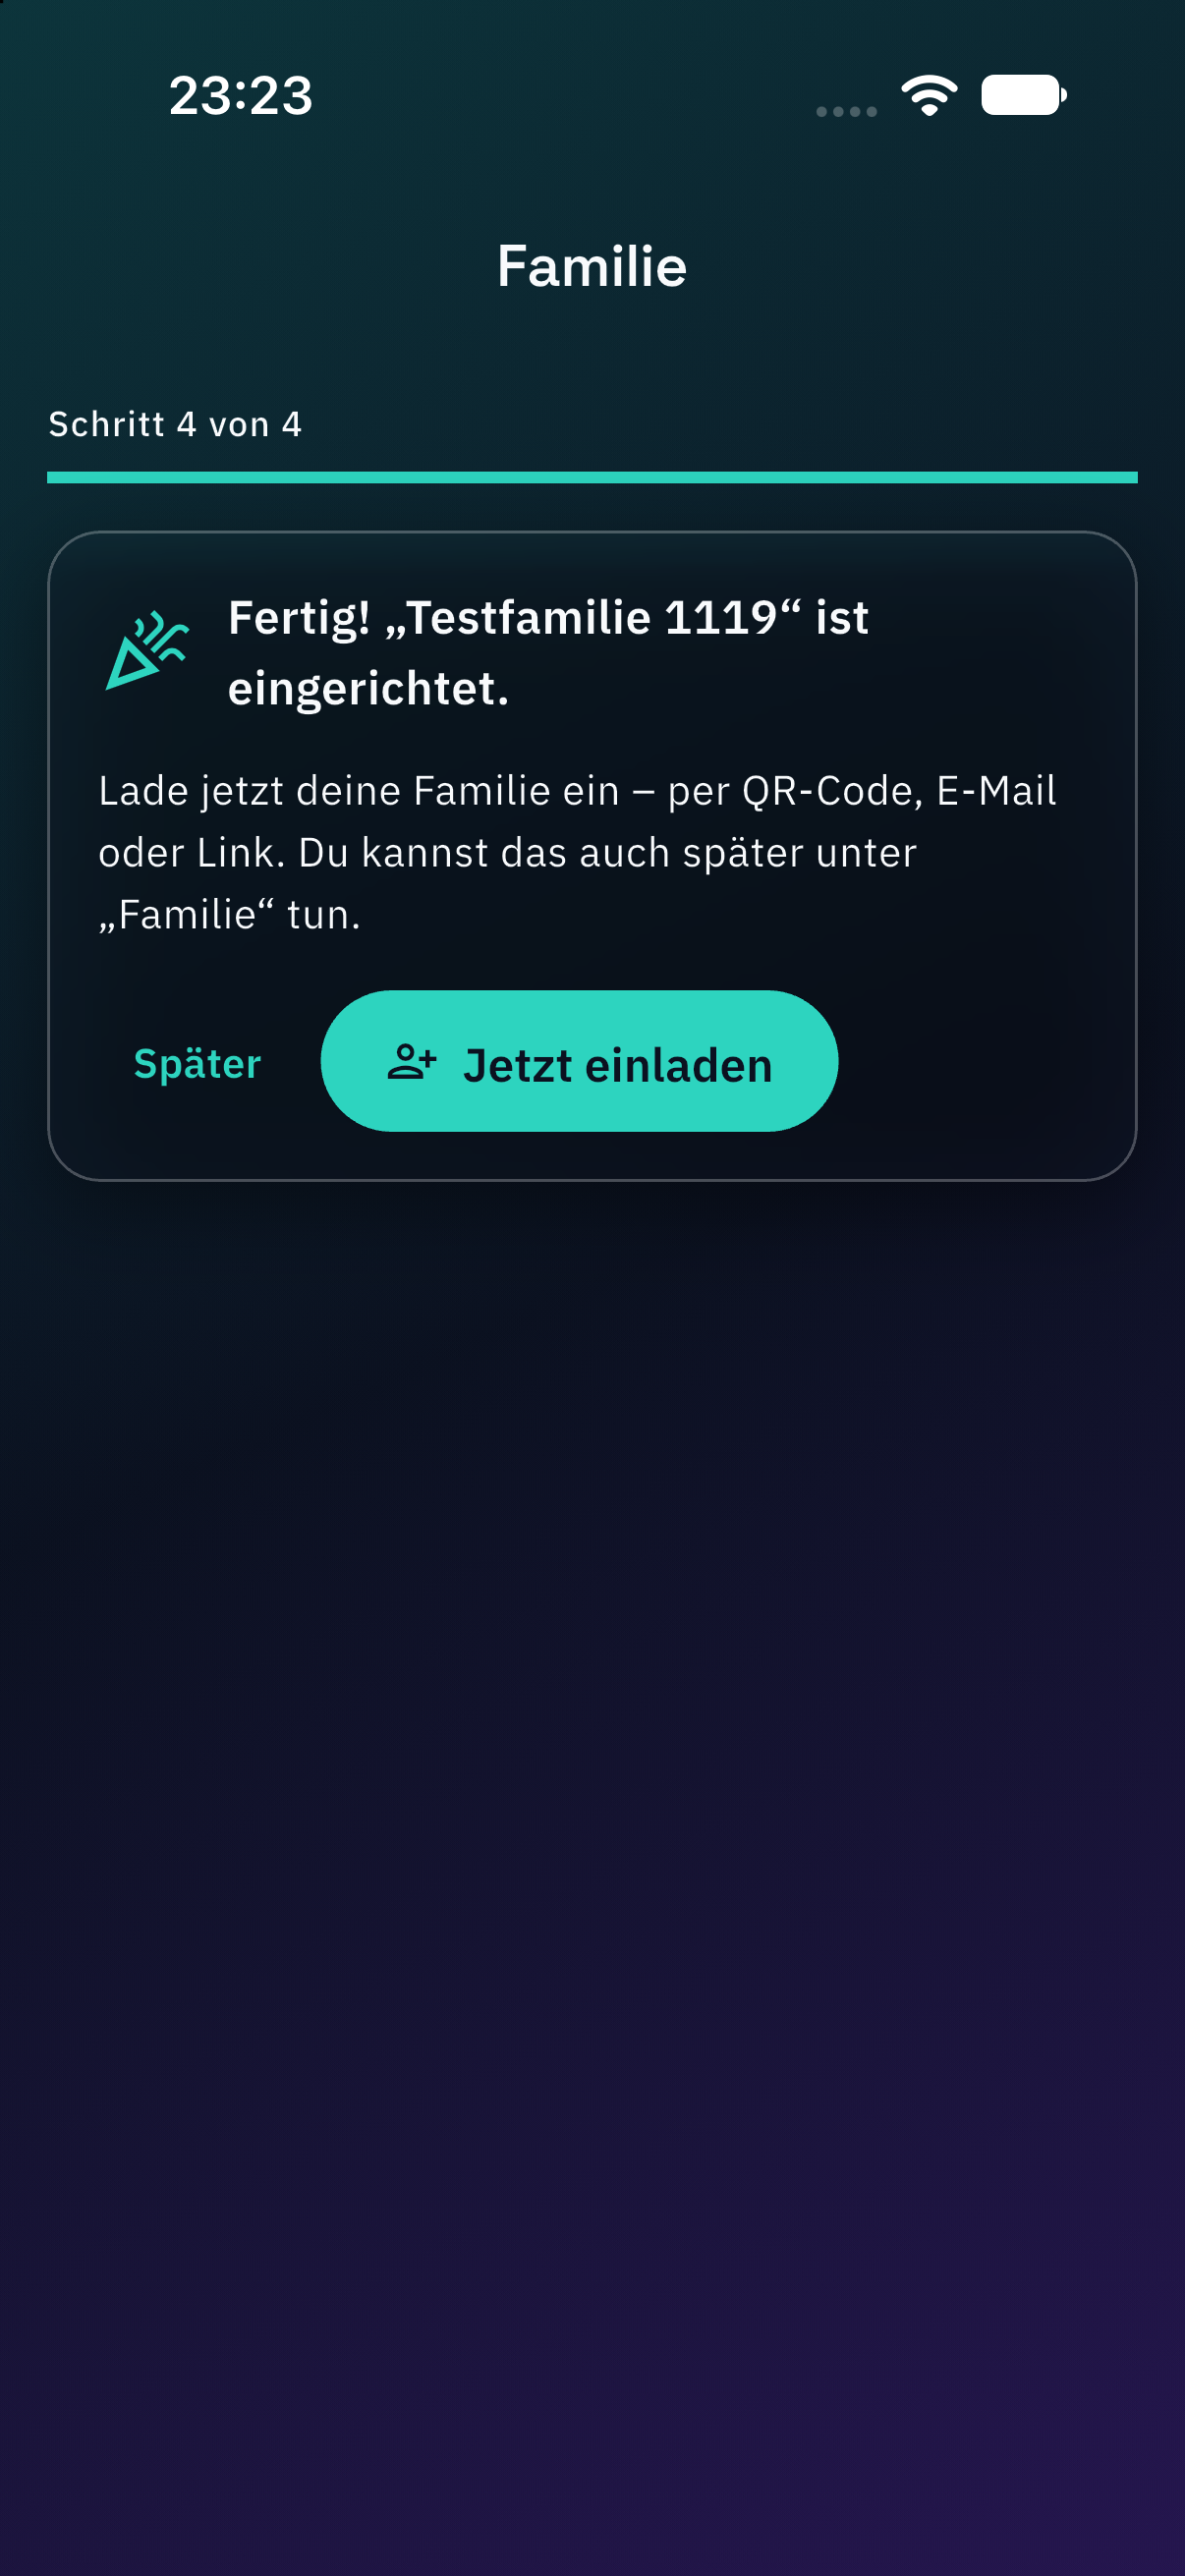 23:23
Familie
Schritt 4 von 4
Fertig! „Testfamilie 1119“ ist
eingerichtet.
Lade jetzt deine Familie ein – per QR-Code, E-Mail
oder Link. Du kannst das auch später unter
„Familie“ tun.
Später
Jetzt einladen